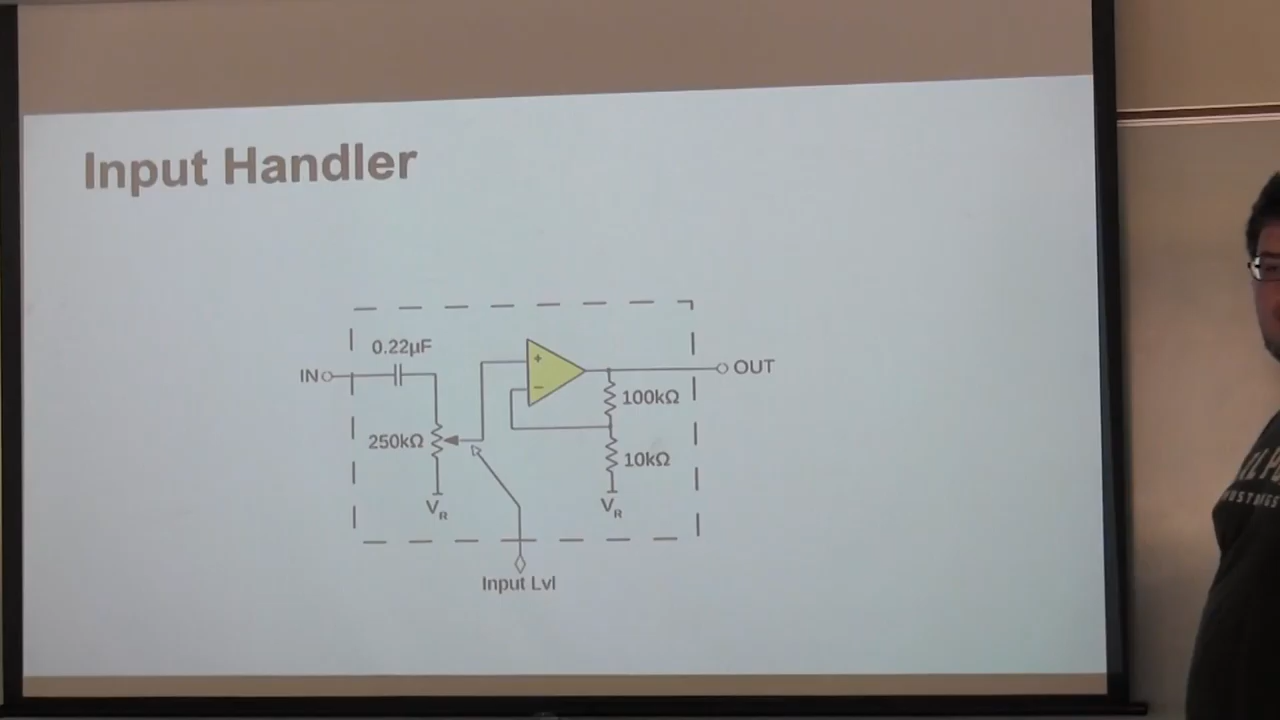 Input Handler
0.22µF
IN
+
−
OUT
100kΩ
250kΩ
10kΩ
VR
VR
Input Lvl